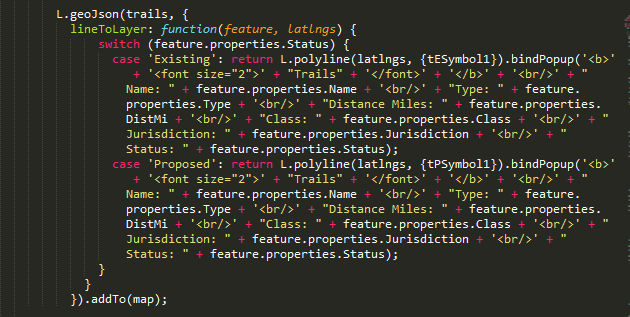 L.geoJson(trails, {
lineToLayer: function(feature, latlngs) {
switch (feature.properties.Status) {
case 'Existing': return L.polyline(latlngs, {tESymbol1}).bindPopup('<b>'
+ '<font size="2">' + "Trails" + '</font>' + '</b>' + '<br/>' + "
Name: " + feature.properties.Name + '<br/>' + "Type: " + feature.
properties.Type + '<br/>' + "Distance Miles: " + feature.properties.
DistMi + '<br/>' + "Class: " + feature.properties.Class + '<br/>' + "
Jurisdiction: " + feature.properties.Jurisdiction + '<br/>' + "
Status: " + feature.properties.Status);
case 'Proposed': return L.polyline(latlngs, {tPSymbol1}).bindPopup('<b>'
+ '<font size="2">' + "Trails" + '</font>' + '</b>' + '<br/>' + "
Name: " + feature.properties.Name + '<br/>' + "Type: " + feature.
properties.Type + '<br/>' + "Distance Miles: " + feature.properties.
DistMi + '<br/>' + "Class: " + feature.properties.Class + '<br/>' + "
Jurisdiction: " + feature.properties.Jurisdiction + '<br/>' + "
Status: " + feature.properties.Status);
}
}
}).addTo(map);